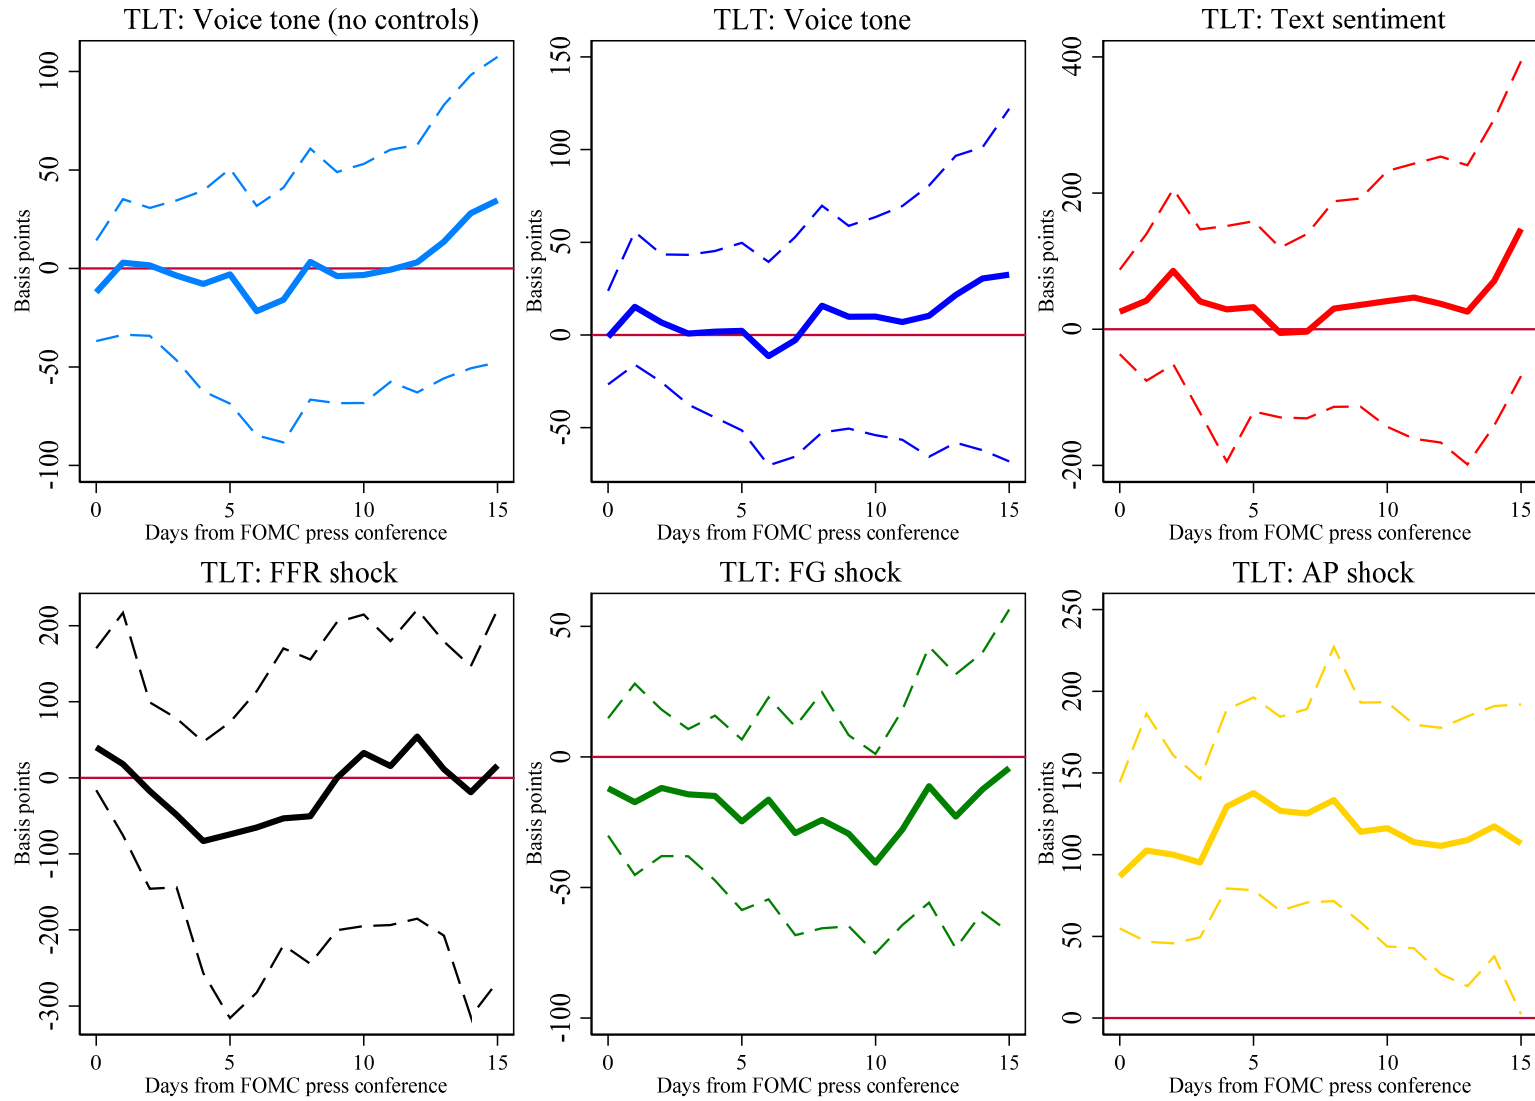 TLT: Voice tone (no controls)
Basis points
100
50
0
-50
-100
0 5 10 15
Days from FOMC press conference
TLT: Voice tone
Basis points
150
100
50
0
-50
0 5 10 15
Days from FOMC press conference
TLT: Text sentiment
Basis points
400
200
0
-200
0 5 10 15
Days from FOMC press conference
TLT: FFR shock
Basis points
200
100
0
-100
-200
-300
0 5 10 15
Days from FOMC press conference
TLT: FG shock
Basis points
50
0
-50
-100
0 5 10 15
Days from FOMC press conference
TLT: AP shock
Basis points
250
200
150
100
50
0
0 5 10 15
Days from FOMC press conference